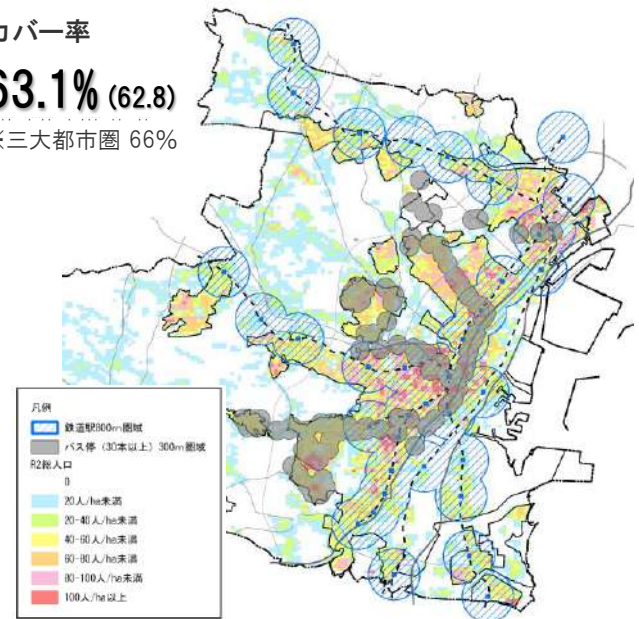 カバー率
63.1% (62.8)
※三大都市圏 66%
凡例
鉄道駅800m圏域
バス停（30本以上）300m圏域
R2総人口
0
20人/ha未満
20-40人/ha未満
40-60人/ha未満
60-80人/ha未満
80-100人/ha未満
100人/ha以上